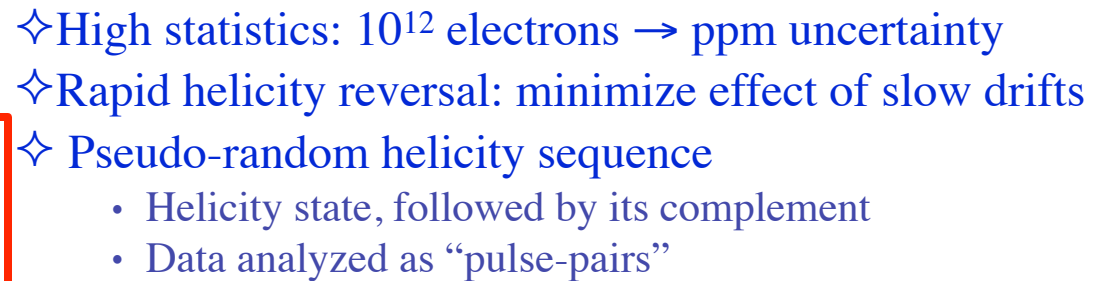 ✧High statistics: 10¹² electrons → ppm uncertainty
✧Rapid helicity reversal: minimize effect of slow drifts
✧ Pseudo-random helicity sequence
• Helicity state, followed by its complement
• Data analyzed as “pulse-pairs”